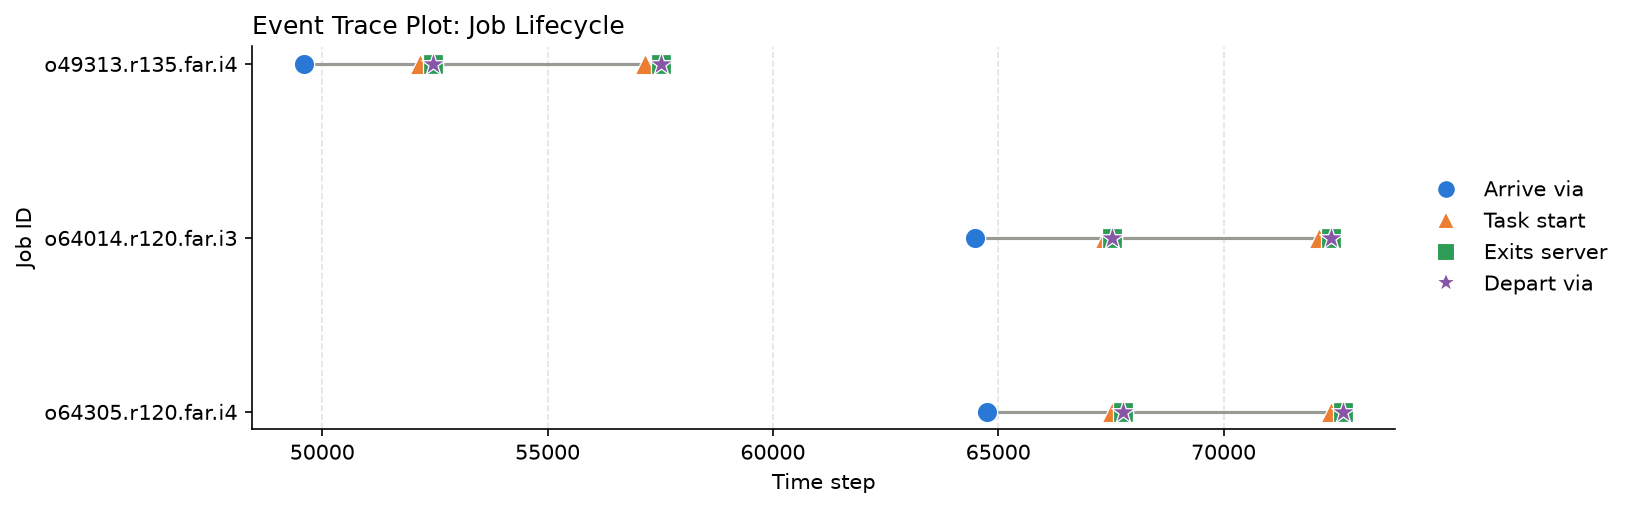 Event Trace Plot: Job Lifecycle
o49313.r135.far.i4
o64014.r120.far.i3
o64305.r120.far.i4
Job ID
50000 55000 60000 65000 70000
Time step
Arrive via
Task start
Exits server
Depart via